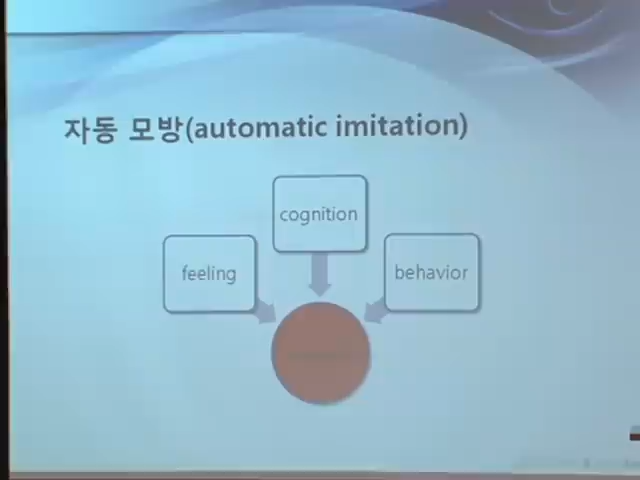 자동 모방(automatic imitation)
cognition
feeling
behavior